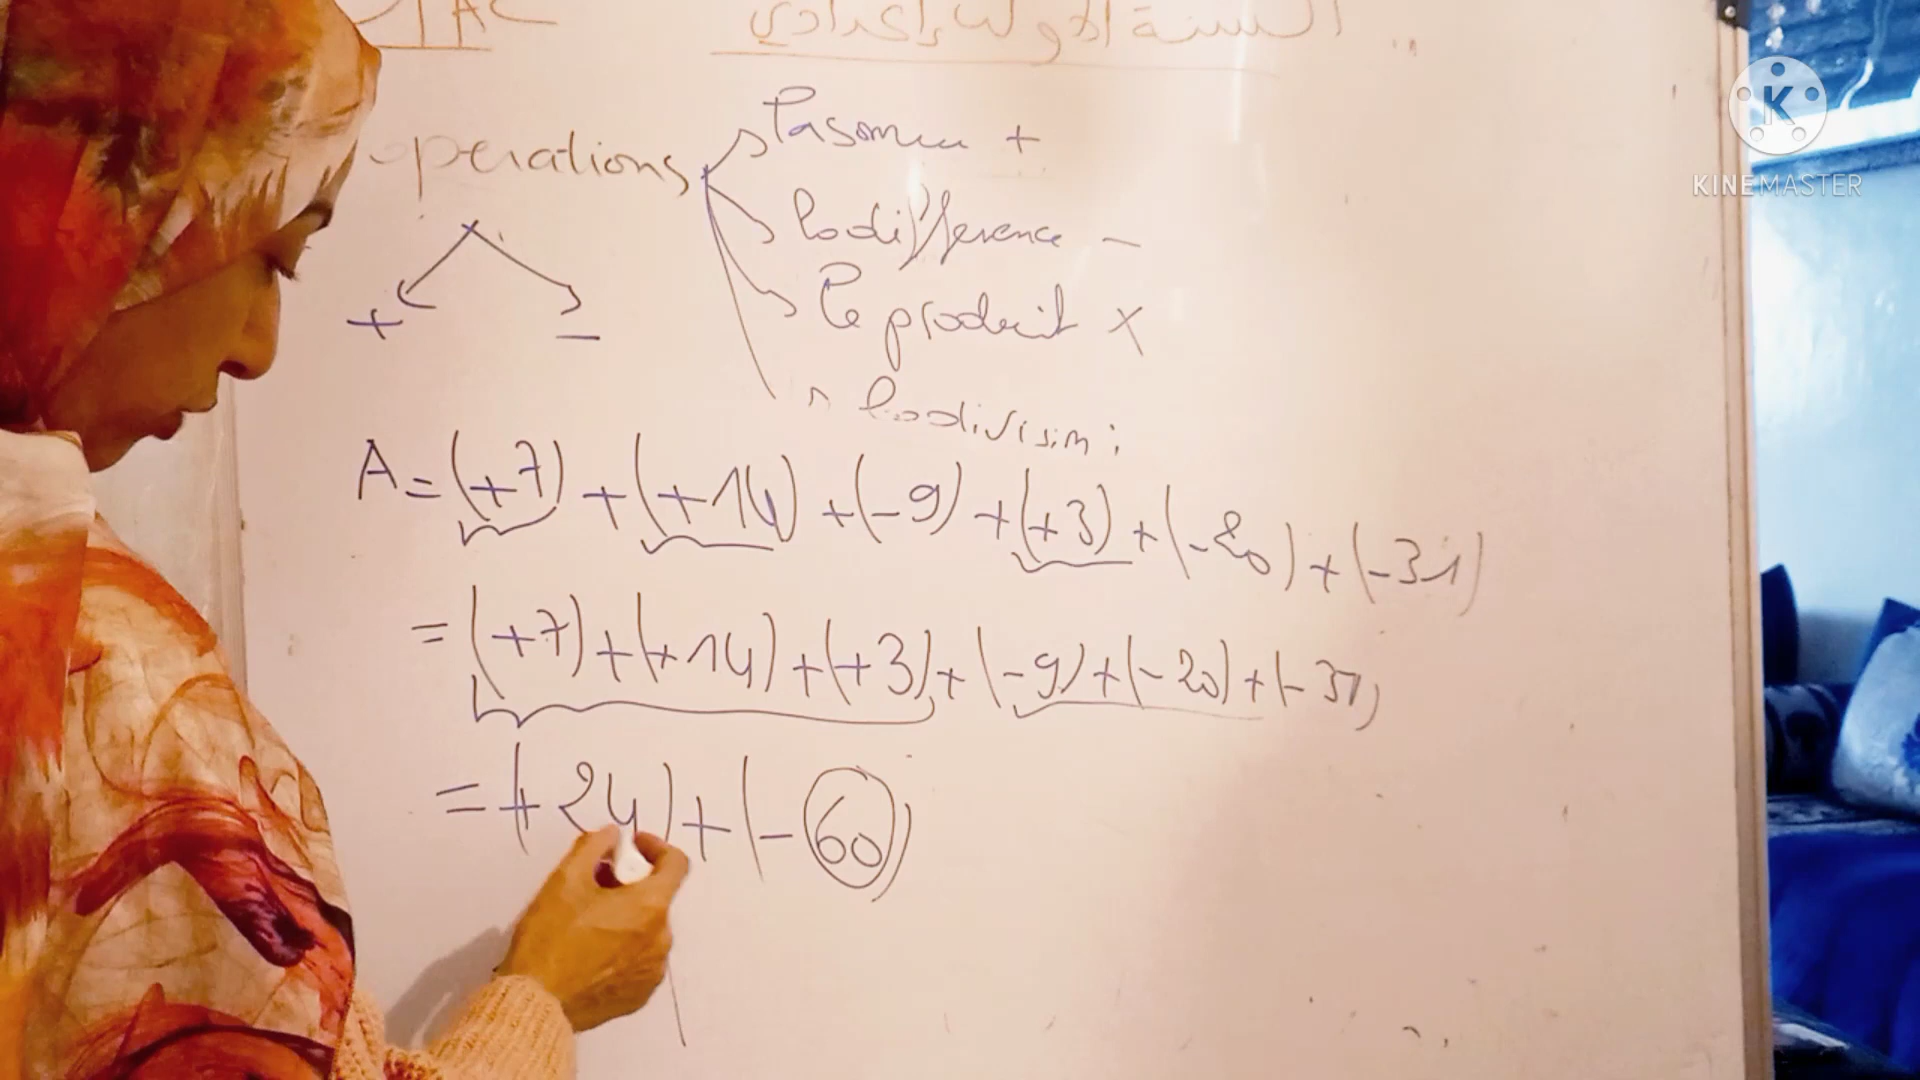 1AC السنة الأولى إعدادي
operations
la somme +
la différence -
+ -
le produit ×
la division :
A = (+7) + (+14) + (-9) + (+3) + (-20) + (-31)
= (+7) + (+14) + (+3) + (-9) + (-20) + (-31)
= (+24) + (-60)
KINEMASTER